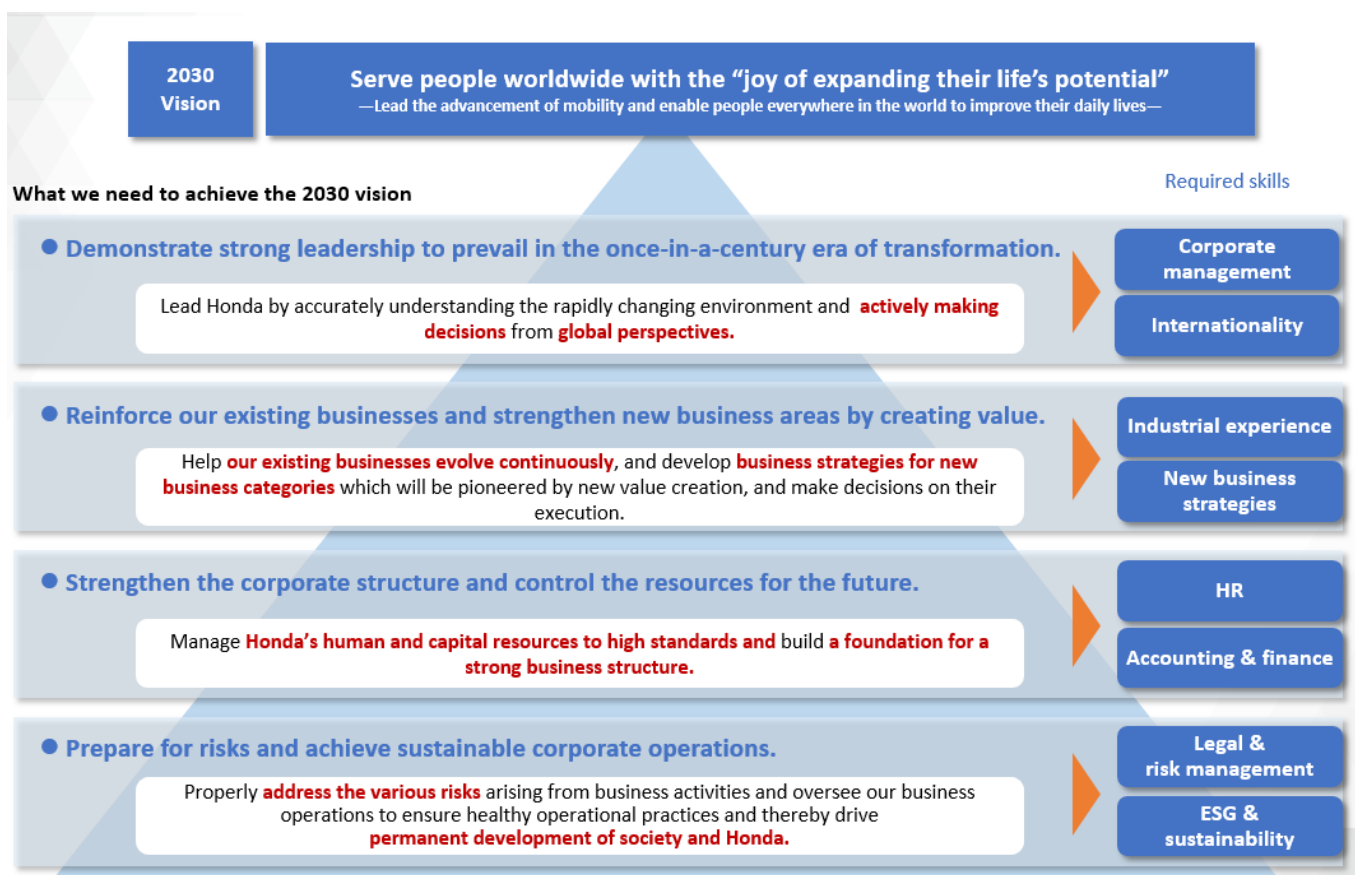 2030
Vision
Serve people worldwide with the “joy of expanding their life’s potential”
—Lead the advancement of mobility and enable people everywhere in the world to improve their daily lives—
What we need to achieve the 2030 vision
Required skills
● Demonstrate strong leadership to prevail in the once-in-a-century era of transformation.
Lead Honda by accurately understanding the rapidly changing environment and actively making
decisions from global perspectives.
Corporate
management
Internationality
● Reinforce our existing businesses and strengthen new business areas by creating value.
Help our existing businesses evolve continuously, and develop business strategies for new
business categories which will be pioneered by new value creation, and make decisions on their
execution.
Industrial experience
New business
strategies
● Strengthen the corporate structure and control the resources for the future.
Manage Honda’s human and capital resources to high standards and build a foundation for a
strong business structure.
HR
Accounting & finance
● Prepare for risks and achieve sustainable corporate operations.
Properly address the various risks arising from business activities and oversee our business
operations to ensure healthy operational practices and thereby drive
permanent development of society and Honda.
Legal &
risk management
ESG &
sustainability